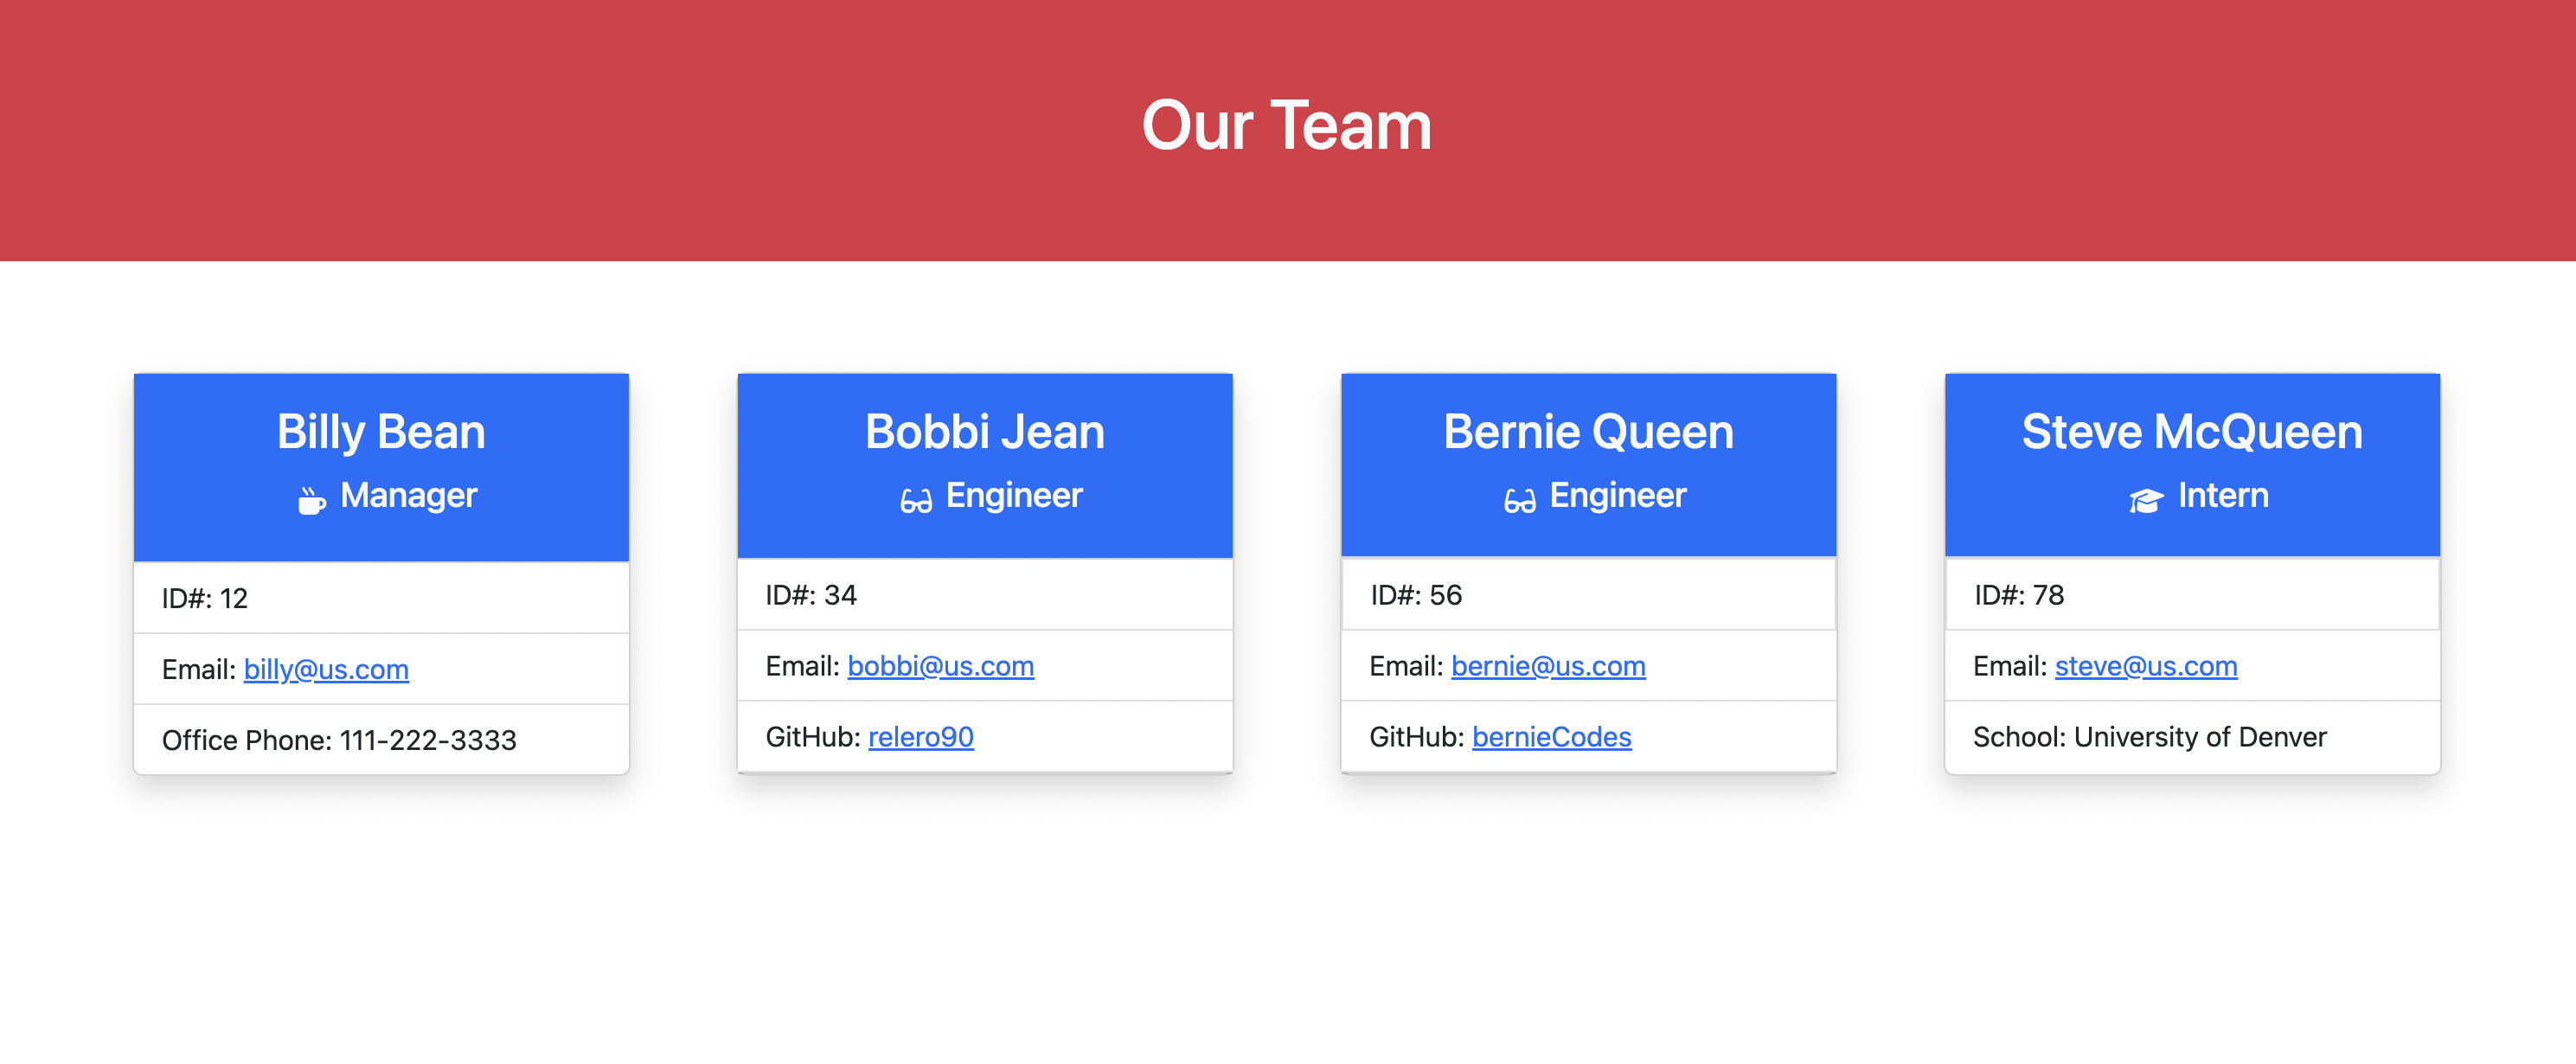 Our Team
Billy Bean
Manager
ID#: 12
Email: billy@us.com
Office Phone: 111-222-3333
Bobbi Jean
Engineer
ID#: 34
Email: bobbi@us.com
GitHub: relero90
Bernie Queen
Engineer
ID#: 56
Email: bernie@us.com
GitHub: bernieCodes
Steve McQueen
Intern
ID#: 78
Email: steve@us.com
School: University of Denver